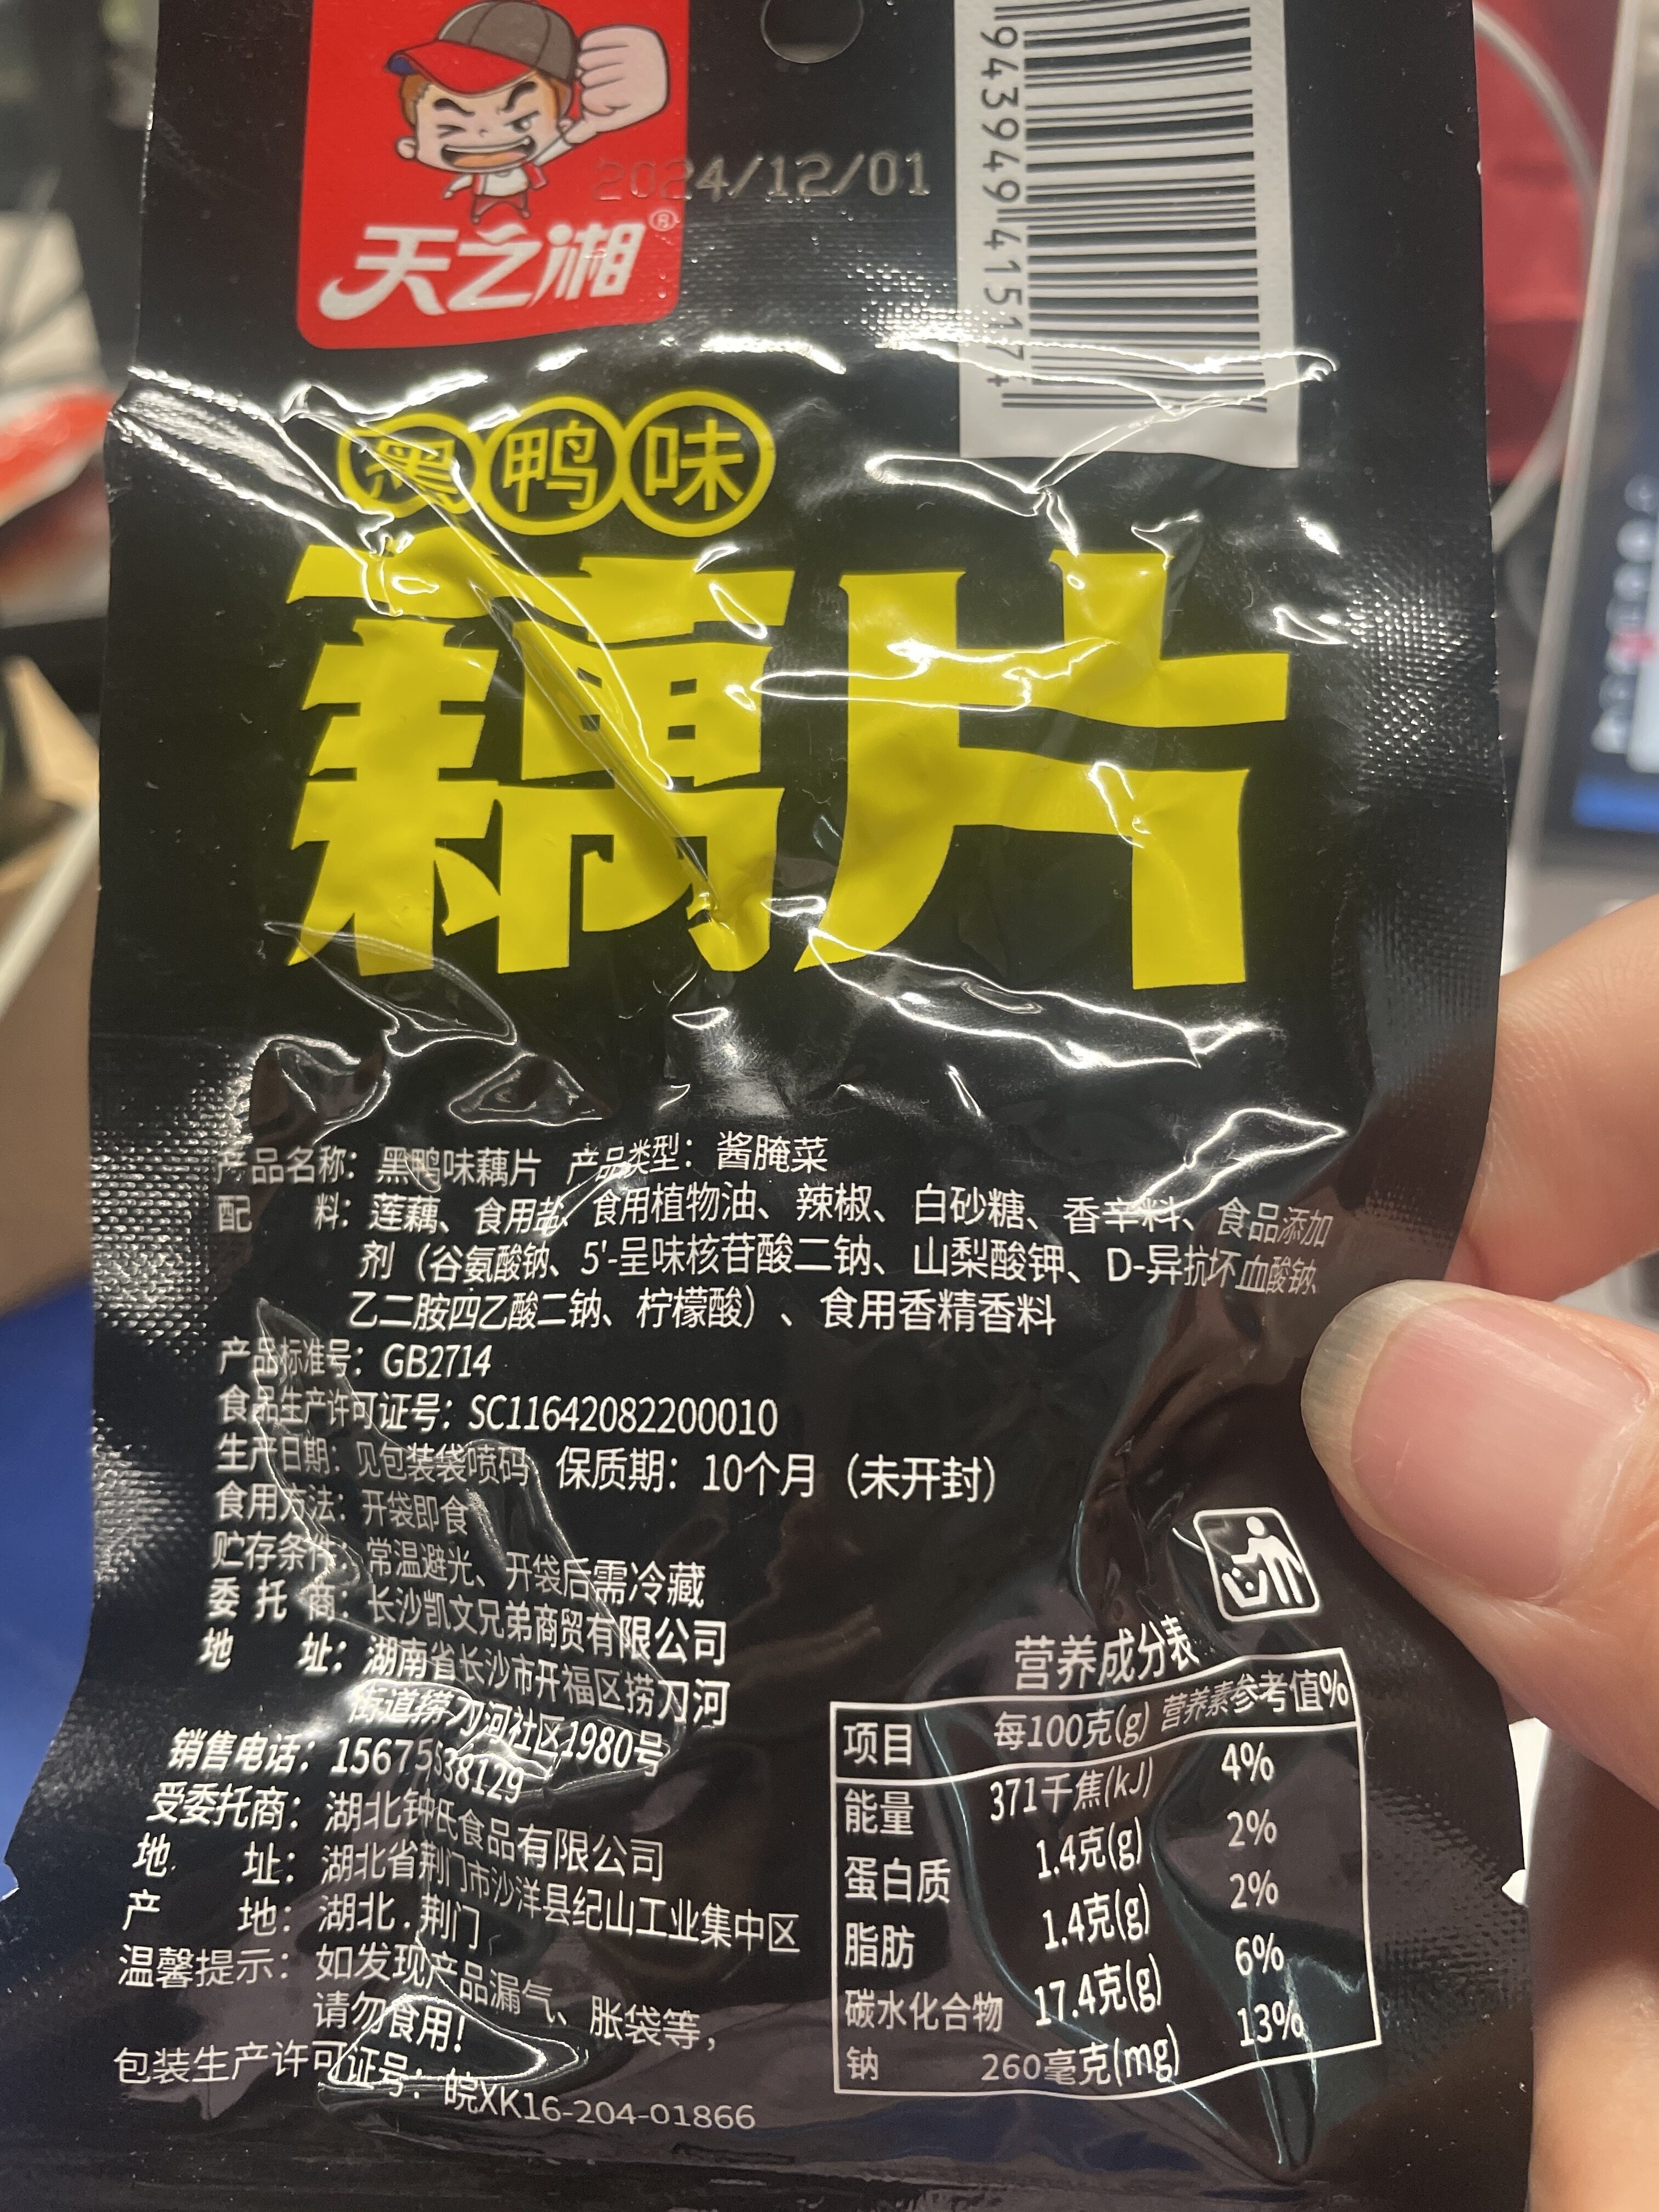 2024/12/01
天之湘®
943949415174
黑鸭味
藕片
产品名称：黑鸭味藕片 产品类型：酱腌菜
配 料：莲藕、食用盐、食用植物油、辣椒、白砂糖、香辛料、食品添加
剂（谷氨酸钠、5'-呈味核苷酸二钠、山梨酸钾、D-异抗坏血酸钠、
乙二胺四乙酸二钠、柠檬酸）、食用香精香料
产品标准号：GB2714
食品生产许可证号：SC11642082200010
生产日期：见包装袋喷码 保质期：10个月（未开封）
食用方法：开袋即食
贮存条件：常温避光、开袋后需冷藏
委 托 商：长沙凯文兄弟商贸有限公司
地 址：湖南省长沙市开福区捞刀河
街道捞刀河社区1980号
销售电话：15675538129
受委托商：湖北钟氏食品有限公司
地 址：湖北省荆门市沙洋县纪山工业集中区
产 地：湖北.荆门
温馨提示：如发现产品漏气、胀袋等，
请勿食用！
包装生产许可证号：皖XK16-204-01866
营养成分表
项目 每100克(g) 营养素参考值%
能量 371千焦(kJ) 4%
蛋白质 1.4克(g) 2%
脂肪 1.4克(g) 2%
碳水化合物 17.4克(g) 6%
钠 260毫克(mg) 13%